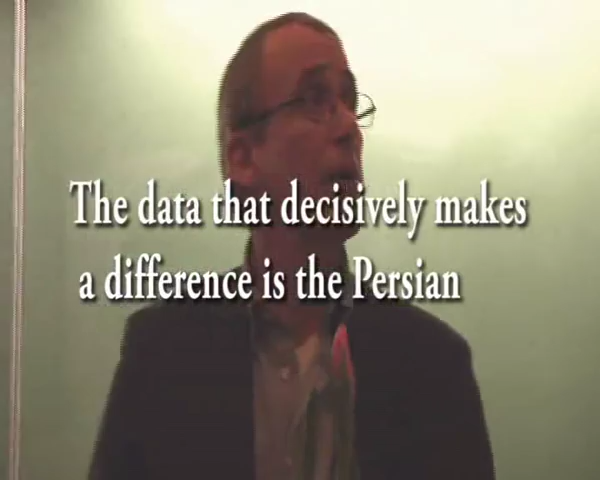 The data that decisively makes
a difference is the Persian